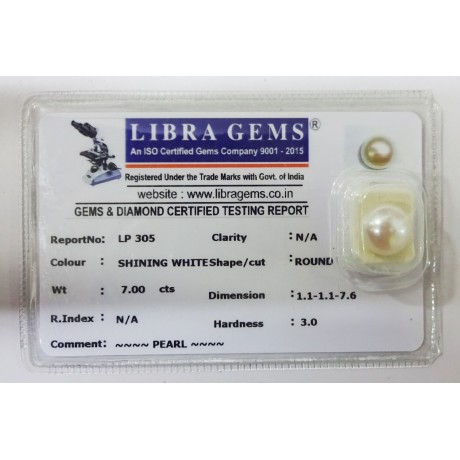 LIBRA GEMS ®
An ISO Certified Gems Company 9001 - 2015
Registered Under the Trade Marks with Govt. of India
website : www.libragems.co.in
GEMS & DIAMOND CERTIFIED TESTING REPORT
ReportNo: LP 305 Clarity : N/A
Colour : SHINING WHITE Shape/cut : ROUND
Wt : 7.00 cts Dimension : 1.1-1.1-7.6
R.Index : N/A Hardness : 3.0
Comment: ~~~~ PEARL ~~~~